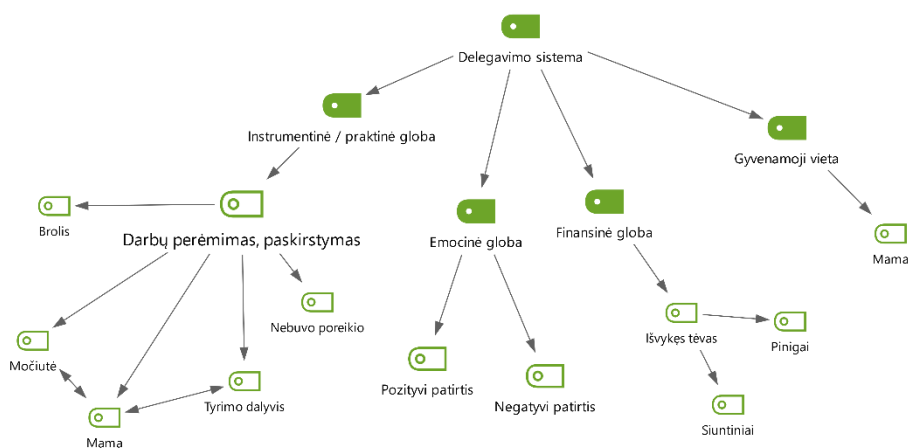 Delegavimo sistema
Instrumentinė / praktinė globa
Gyvenamoji vieta
Brolis
Darbų perėmimas, paskirstymas
Emocinė globa
Finansinė globa
Mama
Nebuvo poreikio
Močiutė
Išvykęs tėvas
Pinigai
Tyrimo dalyvis
Pozityvi patirtis
Negatyvi patirtis
Mama
Siuntiniai